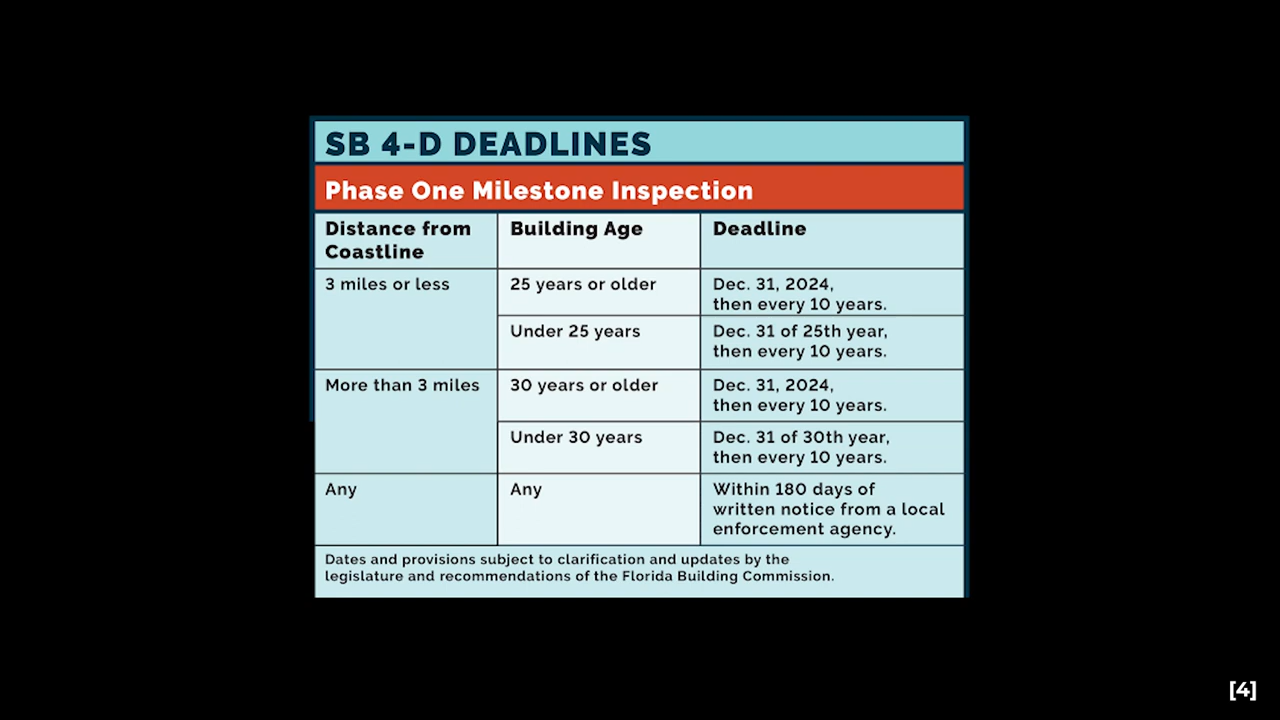 SB 4-D DEADLINES
Phase One Milestone Inspection
Distance from
Coastline
Building Age
Deadline
3 miles or less
25 years or older
Dec. 31, 2024,
then every 10 years.
Under 25 years
Dec. 31 of 25th year,
then every 10 years.
More than 3 miles
30 years or older
Dec. 31, 2024,
then every 10 years.
Under 30 years
Dec. 31 of 30th year,
then every 10 years.
Any
Any
Within 180 days of
written notice from a local
enforcement agency.
Dates and provisions subject to clarification and updates by the
legislature and recommendations of the Florida Building Commission.
[4]